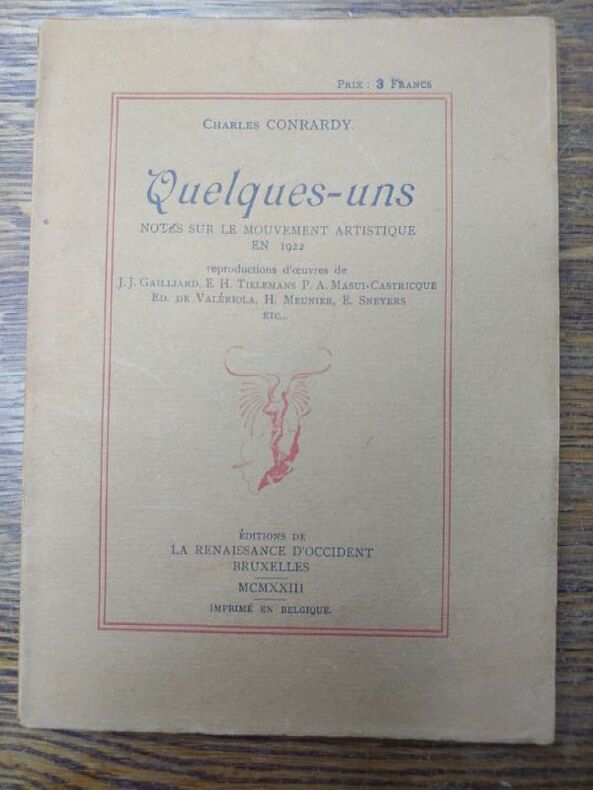 PRIX : 3 FRANCS
CHARLES CONRARDY.
Quelques-uns
NOTES SUR LE MOUVEMENT ARTISTIQUE
EN 1922
reproductions d'œuvres de
J. J. GAILLIARD, E. H. TIELEMANS P. A. MASUI-CASTRICQUE
ED. DE VALÉRIOLA, H. MEUNIER, E. SNEYERS
ETC..
ÉDITIONS DE
LA RENAISSANCE D'OCCIDENT
BRUXELLES
MCMXXIII
IMPRIMÉ EN BELGIQUE.